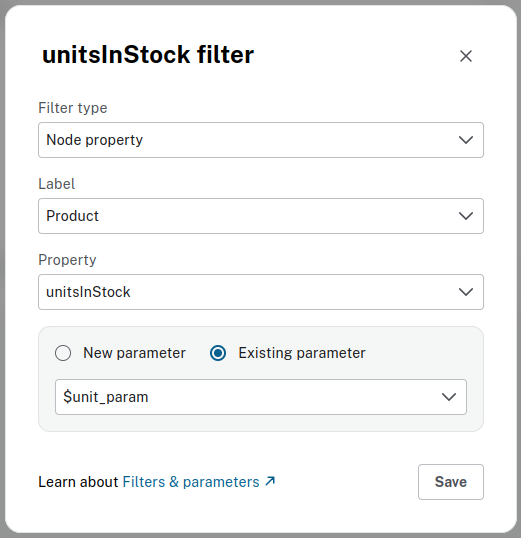 unitsInStock filter
Filter type
Node property
Label
Product
Property
unitsInStock
New parameter Existing parameter
$unit_param
Learn about Filters & parameters Save